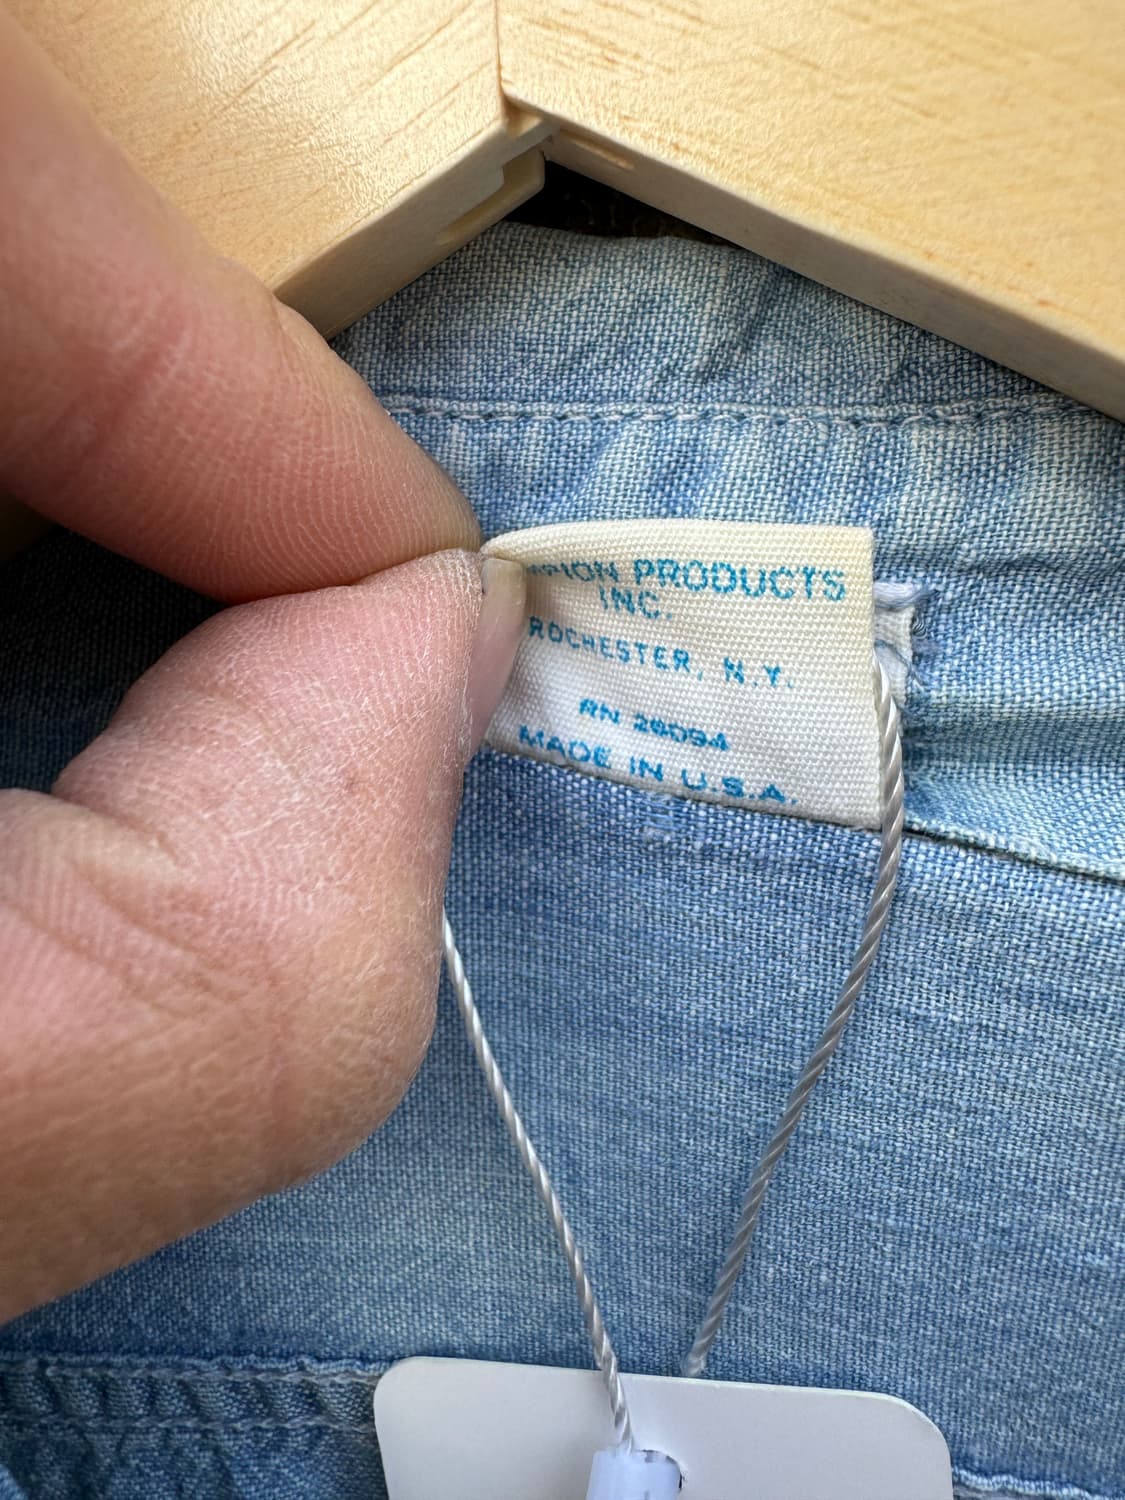 PRODUCTS
INC.
ROCHESTER, N.Y.
RN 26094
MADE IN U.S.A.